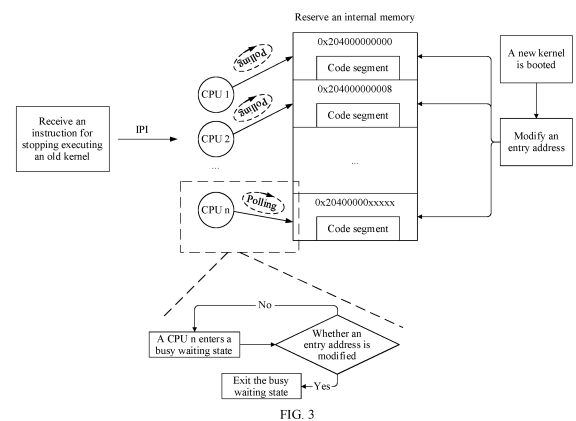 Reserve an internal memory
0x204000000000
Code segment
0x204000000008
Code segment
...
0x20400000xxxxx
Code segment
Polling
CPU 1
Polling
CPU 2
...
Polling
CPU n
Receive an
instruction for
stopping executing
an old kernel
IPI
A new kernel
is booted
Modify an
entry address
No
A CPU n enters a
busy waiting state
Whether an
entry address is
modified
Yes
Exit the busy
waiting state
FIG. 3